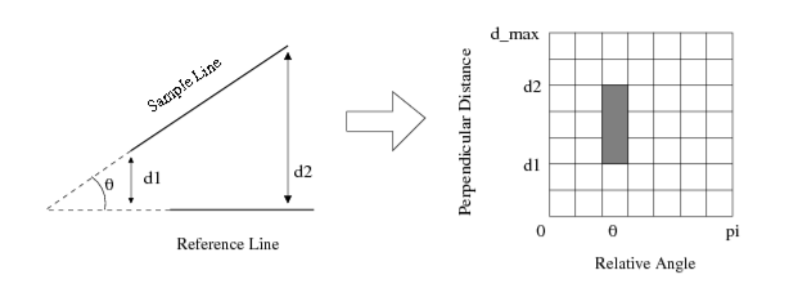 Sample Line
θ
d1
d2
Reference Line
Perpendicular Distance
d_max
d2
d1
0
θ
pi
Relative Angle